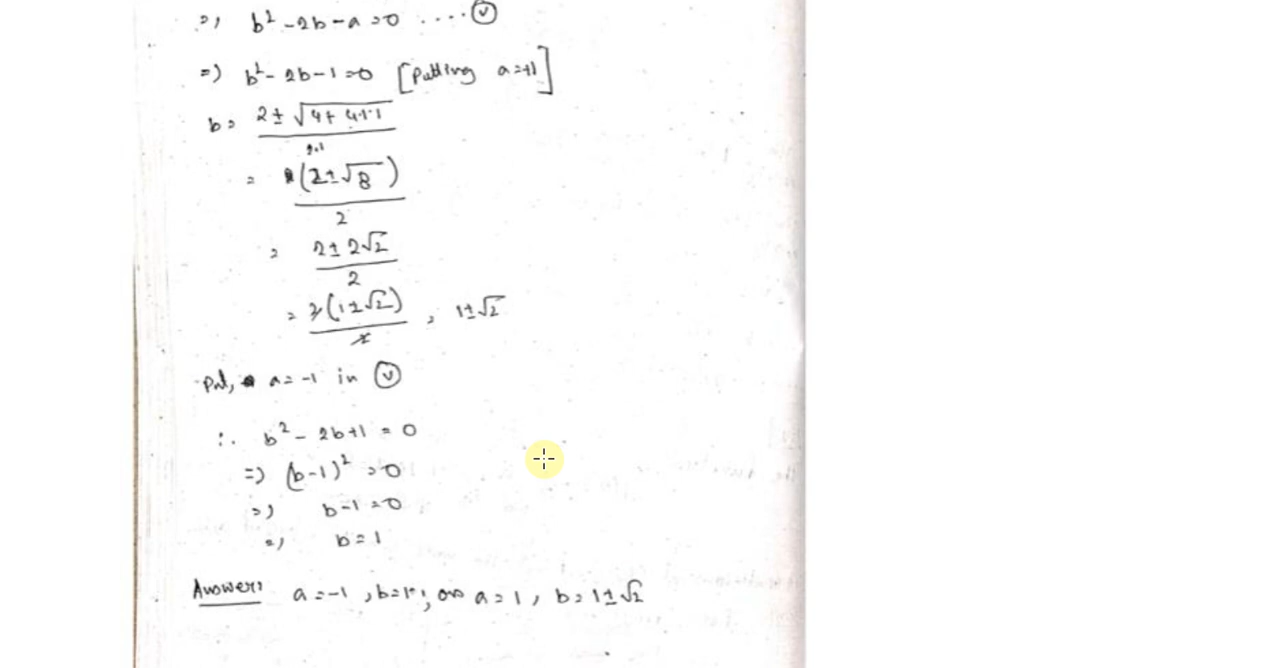 => b² - 2b - a = 0 .... (v)
=> b² - 2b - 1 = 0 [Putting a = +1]
b = 2 ± √4 + 4.1.1 / 2.1
= (2 ± √8) / 2
= 2 ± 2√2 / 2
= 2(1 ± √2) / 2, 1 ± √2
Put, a = -1 in (v)
∴ b² - 2b + 1 = 0
=> (b - 1)² = 0
=> b - 1 = 0
=> b = 1
Answer: a = -1, b = 1; or a = 1, b = 1 ± √2